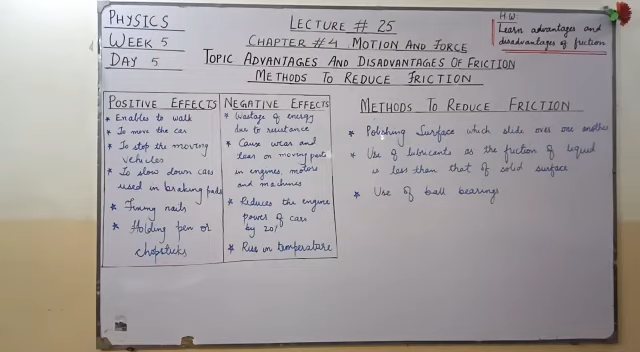 PHYSICS
WEEK 5
DAY 5
LECTURE # 25
CHAPTER #4 MOTION AND FORCE
TOPIC ADVANTAGES AND DISADVANTAGES OF FRICTION
METHODS TO REDUCE FRICTION
H.W:
Learn advantages and
disadvantages of friction
POSITIVE EFFECTS
* Enables to walk
* To move the car
* To stop the moving
vehicles
* To slow down cars
used in braking pads
* Fixing nails
* Holding pen or
chopsticks
NEGATIVE EFFECTS
* Wastage of energy
due to resistance
* Cause wear and
tear on moving parts
in engines, motors
and machines
* Reduces the engine
power of cars
by 20%
* Rise in temperature
METHODS TO REDUCE FRICTION
* Polishing Surface which slide over one another
* Use of lubricants as the friction of liquid
is less than that of solid surface
* Use of ball bearings